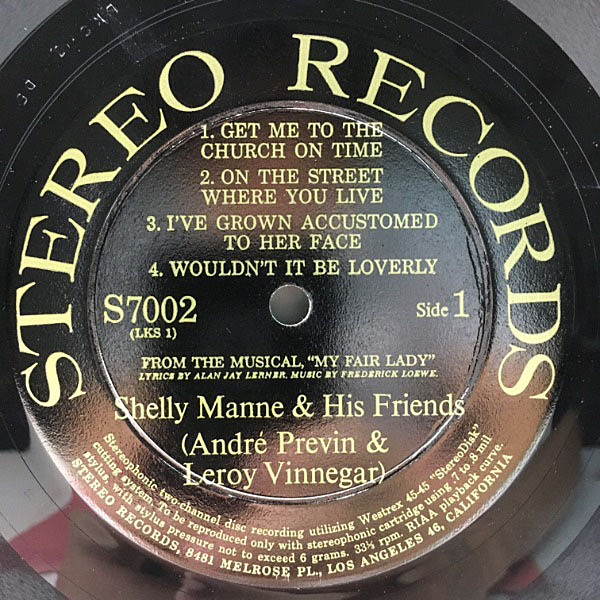 STEREO RECORDS
1. GET ME TO THE
CHURCH ON TIME
2. ON THE STREET
WHERE YOU LIVE
3. I'VE GROWN ACCUSTOMED
TO HER FACE
4. WOULDN'T IT BE LOVERLY
S7002
(LKS 1)
Side 1
FROM THE MUSICAL, "MY FAIR LADY"
LYRICS BY ALAN JAY LERNER. MUSIC BY FREDERICK LOEWE.
Shelly Manne & His Friends
(André Previn &
Leroy Vinnegar)
Stereophonic two-channel disc recording utilizing Westrex 45-45 "StereoDisk"
cutting system. To be reproduced only with stereophonic cartridge using .7 to .8 mil
stylus, with stylus pressure not to exceed 6 grams. 33⅓ rpm. RIAA playback curve.
STEREO RECORDS, 8481 MELROSE PL., LOS ANGELES 46, CALIFORNIA